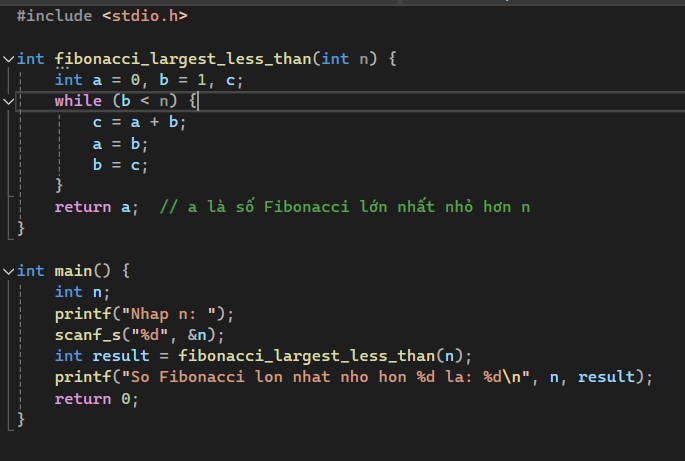 #include <stdio.h>
int fibonacci_largest_less_than(int n) {
int a = 0, b = 1, c;
while (b < n) {
c = a + b;
a = b;
b = c;
}
return a;  // a là số Fibonacci lớn nhất nhỏ hơn n
}
int main() {
int n;
printf("Nhap n: ");
scanf_s("%d", &n);
int result = fibonacci_largest_less_than(n);
printf("So Fibonacci lon nhat nho hon %d la: %d\n", n, result);
return 0;
}